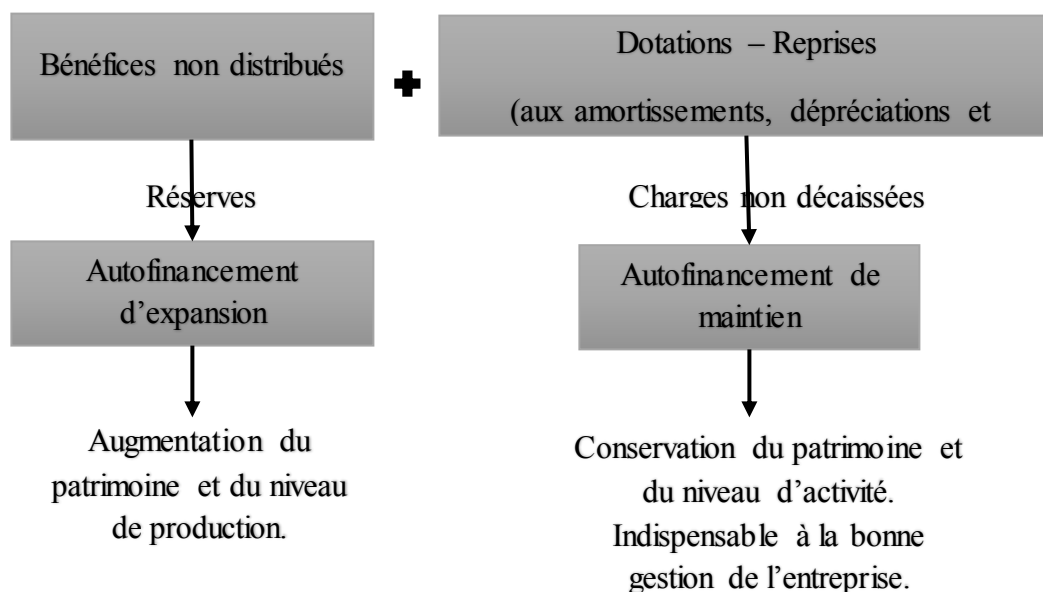 Bénéfices non distribués
Dotations – Reprises
(aux amortissements, dépréciations et
Réserves
Charges non décaissées
Autofinancement
d’expansion
Autofinancement de
maintien
Augmentation du
patrimoine et du niveau
de production.
Conservation du patrimoine et
du niveau d’activité.
Indispensable à la bonne
gestion de l’entreprise.